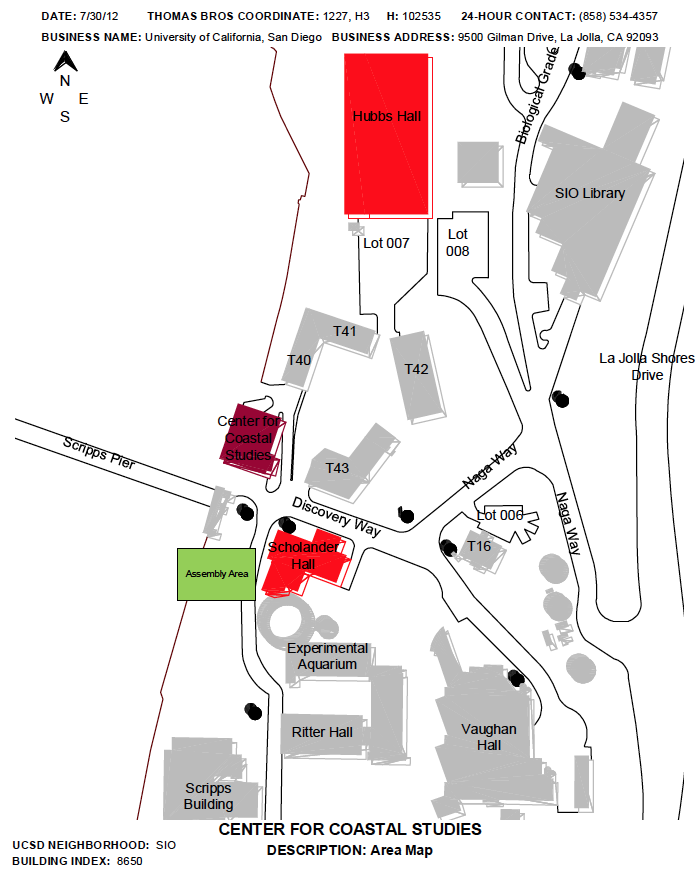 DATE: 7/30/12 THOMAS BROS COORDINATE: 1227, H3 H: 102535 24-HOUR CONTACT: (858) 534-4357
BUSINESS NAME: University of California, San Diego BUSINESS ADDRESS: 9500 Gilman Drive, La Jolla, CA 92093
N
W E
S
Biological Grade
Hubbs Hall
SIO Library
Lot 007
Lot
008
T41
T40
T42
La Jolla Shores
Drive
Center for
Coastal
Studies
Scripps Pier
T43
Naga Way
Discovery Way
Lot 006
Naga Way
T16
Scholander
Hall
Assembly Area
Experimental
Aquarium
Ritter Hall
Vaughan
Hall
Scripps
Building
CENTER FOR COASTAL STUDIES
DESCRIPTION: Area Map
UCSD NEIGHBORHOOD: SIO
BUILDING INDEX: 8650